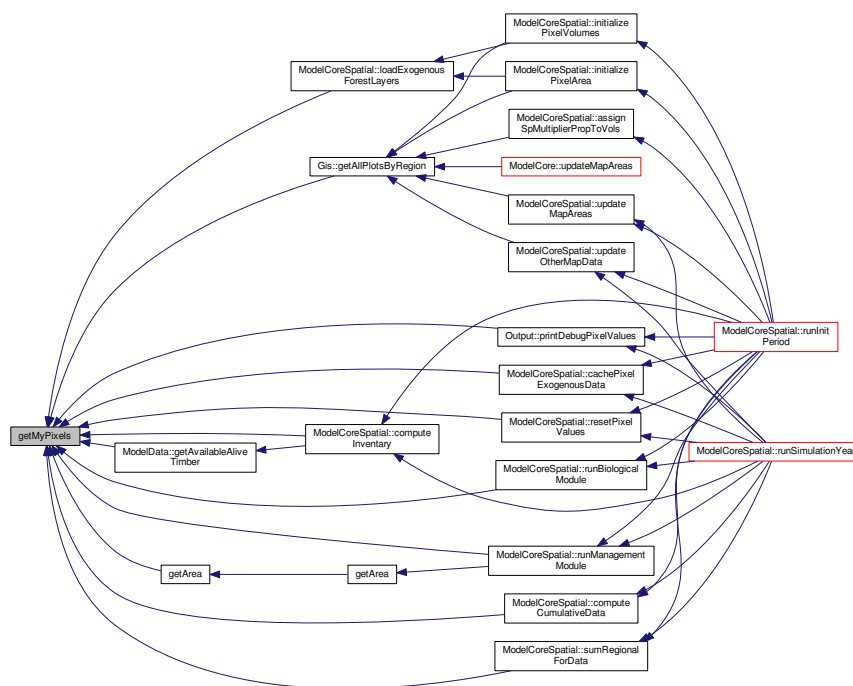 ModelCoreSpatial::initialize
PixelVolumes
ModelCoreSpatial::loadExogenous
ForestLayers
ModelCoreSpatial::initialize
PixelArea
ModelCoreSpatial::assign
SpMultiplierPropToVols
Gis::getAllPlotsByRegion
ModelCore::updateMapAreas
ModelCoreSpatial::update
MapAreas
ModelCoreSpatial::update
OtherMapData
Output::printDebugPixelValues
ModelCoreSpatial::runInit
Period
ModelCoreSpatial::cachePixel
ExogenousData
getMyPixels
ModelCoreSpatial::resetPixel
Values
ModelCoreSpatial::compute
Inventory
ModelData::getAvailableAlive
Timber
ModelCoreSpatial::runSimulationYear
ModelCoreSpatial::runBiological
Module
ModelCoreSpatial::runManagement
Module
getArea
getArea
ModelCoreSpatial::compute
CumulativeData
ModelCoreSpatial::sumRegional
ForData